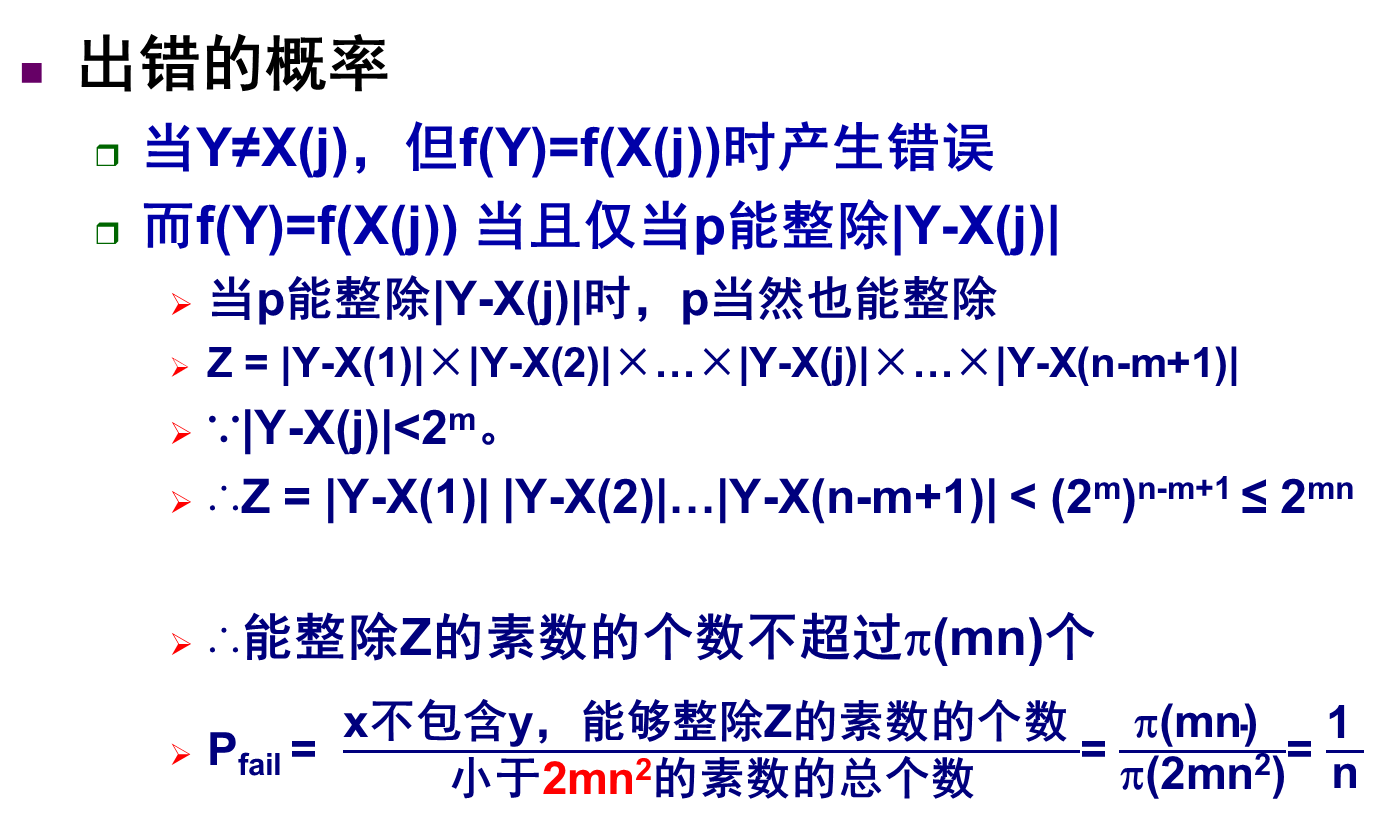 出错的概率
当Y≠X(j)，但f(Y)=f(X(j))时产生错误
而f(Y)=f(X(j)) 当且仅当p能整除|Y-X(j)|
当p能整除|Y-X(j)|时，p当然也能整除
Z = |Y-X(1)|×|Y-X(2)|×…×|Y-X(j)|×…×|Y-X(n-m+1)|
∵|Y-X(j)|<2ᵐ。
∴Z = |Y-X(1)| |Y-X(2)|…|Y-X(n-m+1)| < (2ᵐ)ⁿ⁻ᵐ⁺¹ ≤ 2ᵐⁿ
∴能整除Z的素数的个数不超过π(mn)个
x不包含y，能够整除Z的素数的个数 π(mn-) 1
Pfail = = =
小于2mn²的素数的总个数 π(2mn²) n